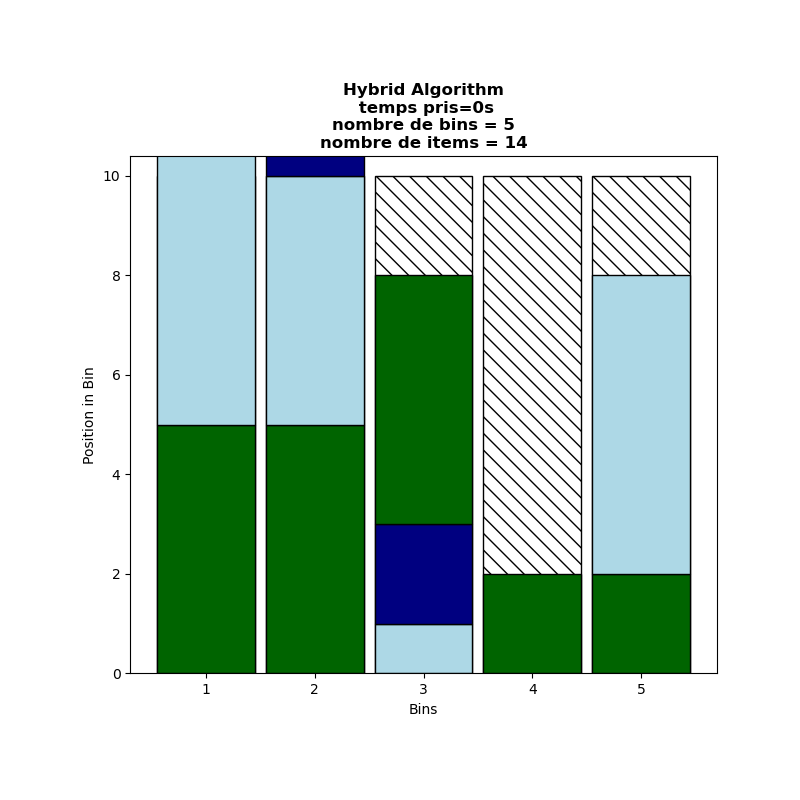 Hybrid Algorithm
temps pris=0s
nombre de bins = 5
nombre de items = 14
10
8
6
4
2
0
Position in Bin
1 2 3 4 5
Bins